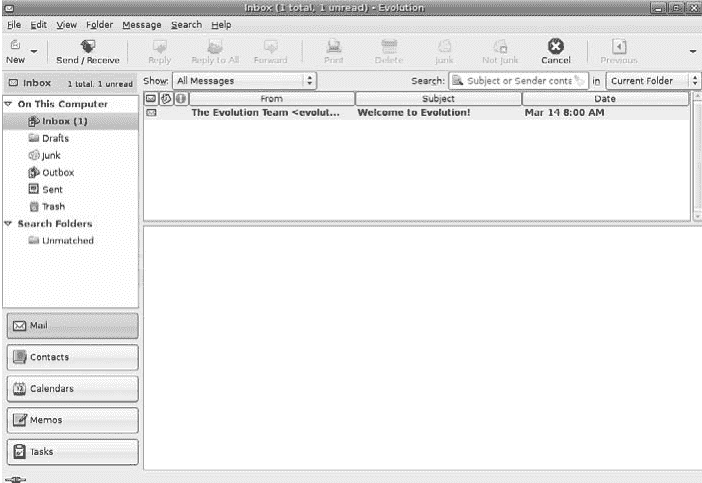 Inbox (1 total, 1 unread) - Evolution
File Edit View Folder Message Search Help
New Send / Receive Reply Reply to All Forward Print Delete Junk Not Junk Cancel Previous
Inbox 1 total, 1 unread Show: All Messages Search: Subject or Sender conta in Current Folder
From Subject Date
The Evolution Team <evolut... Welcome to Evolution! Mar 14 8:00 AM
On This Computer
Inbox (1)
Drafts
Junk
Outbox
Sent
Trash
Search Folders
Unmatched
Mail
Contacts
Calendars
Memos
Tasks